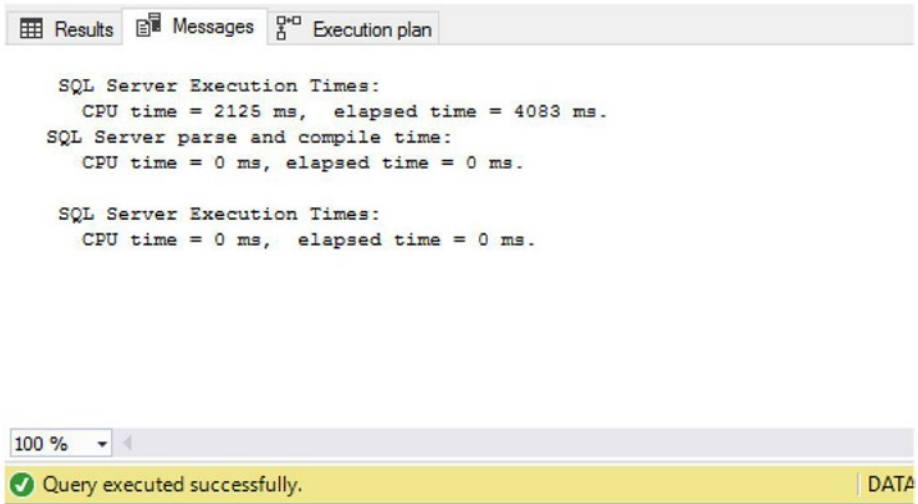 Results Messages Execution plan
SQL Server Execution Times:
CPU time = 2125 ms,  elapsed time = 4083 ms.
SQL Server parse and compile time:
CPU time = 0 ms, elapsed time = 0 ms.
SQL Server Execution Times:
CPU time = 0 ms,  elapsed time = 0 ms.
100 %
Query executed successfully. DATA